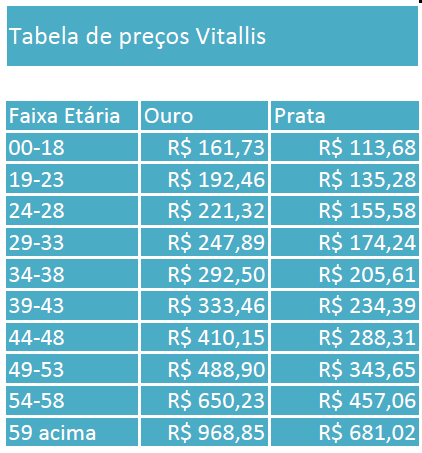 Tabela de preços Vitallis
Faixa Etária Ouro Prata
00-18 R$ 161,73 R$ 113,68
19-23 R$ 192,46 R$ 135,28
24-28 R$ 221,32 R$ 155,58
29-33 R$ 247,89 R$ 174,24
34-38 R$ 292,50 R$ 205,61
39-43 R$ 333,46 R$ 234,39
44-48 R$ 410,15 R$ 288,31
49-53 R$ 488,90 R$ 343,65
54-58 R$ 650,23 R$ 457,06
59 acima R$ 968,85 R$ 681,02